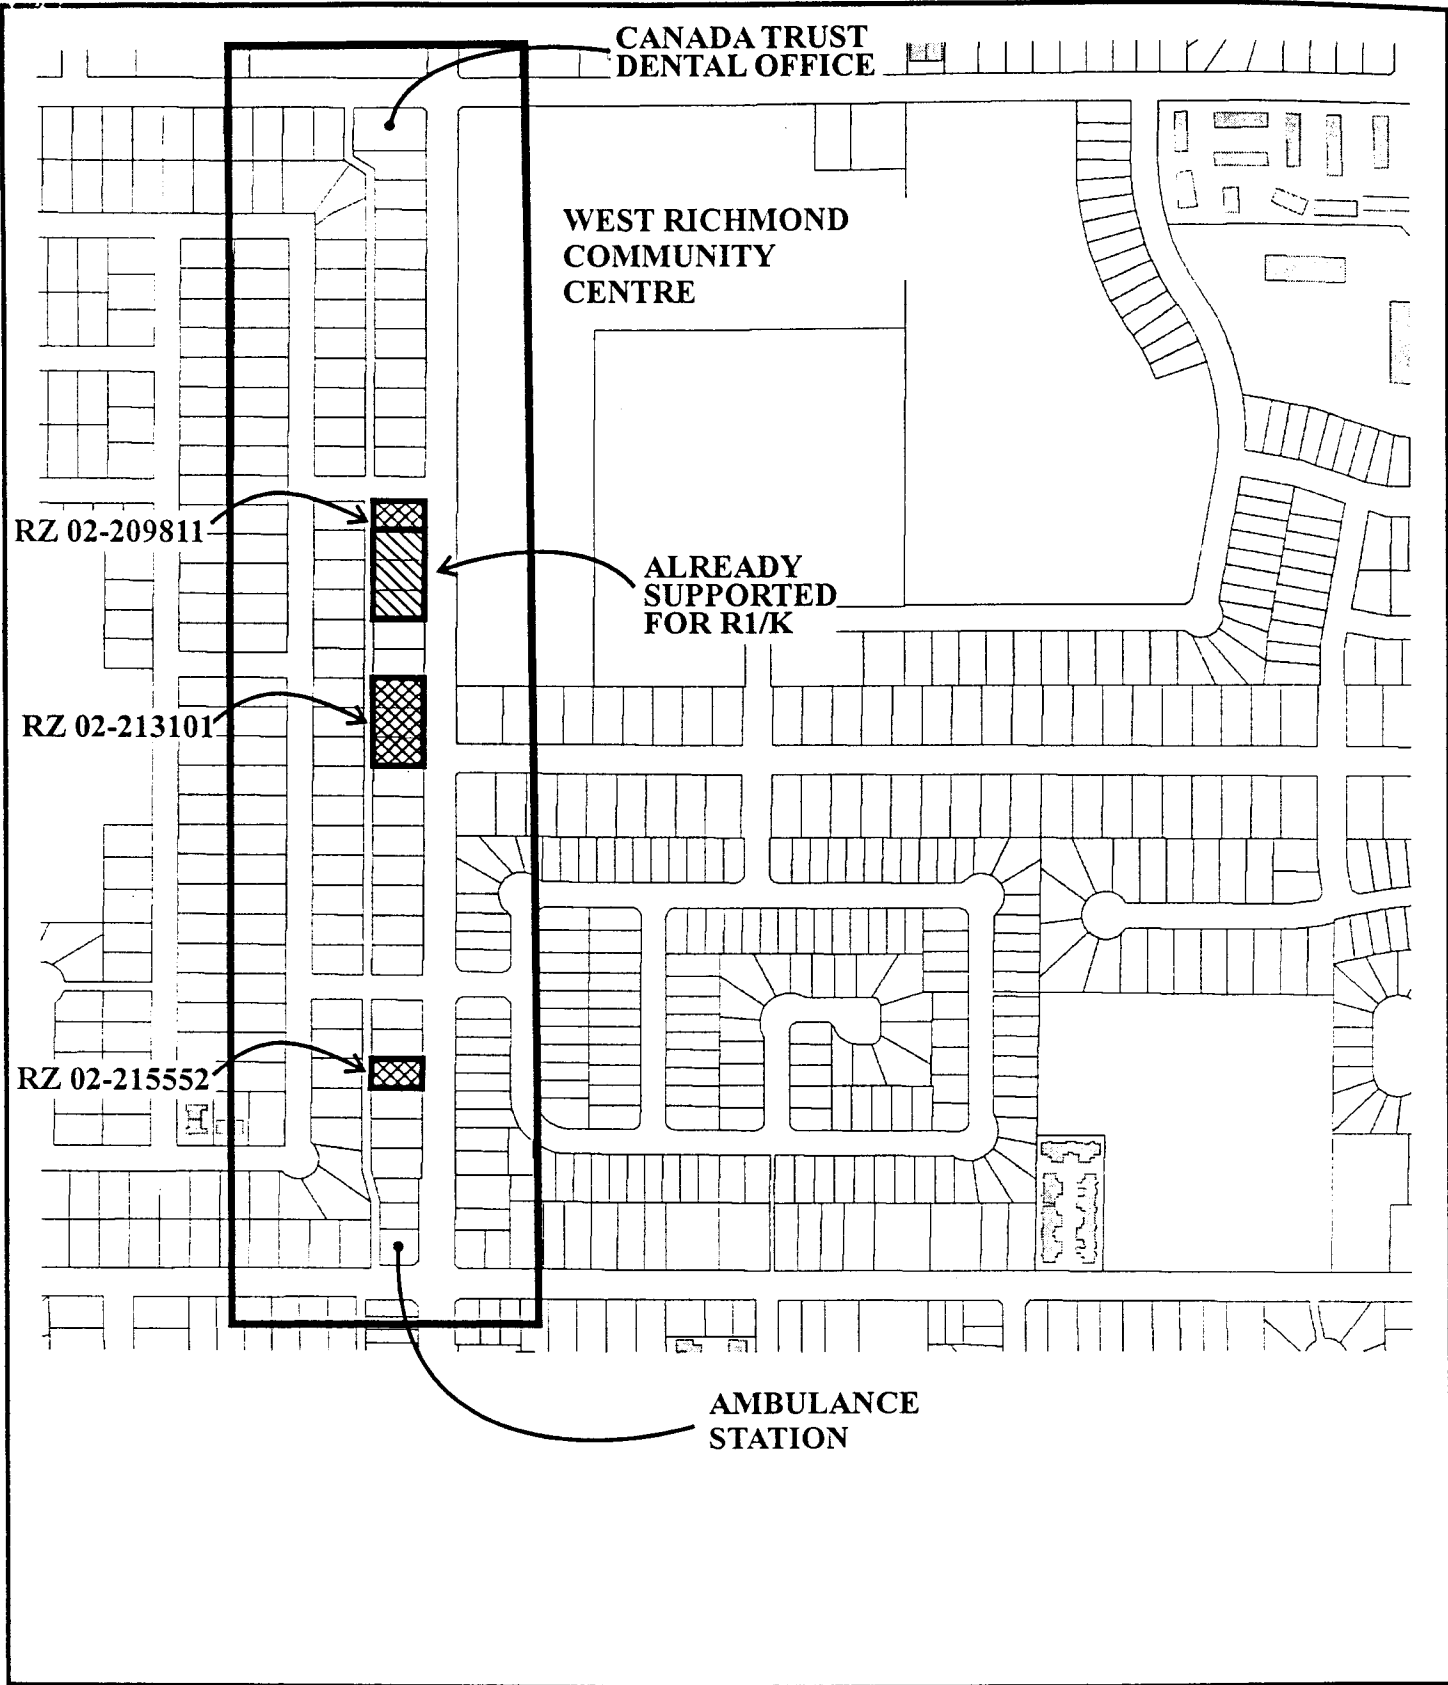 CANADA TRUST
DENTAL OFFICE
WEST RICHMOND
COMMUNITY
CENTRE
RZ 02-209811
ALREADY
SUPPORTED
FOR R1/K
RZ 02-213101
RZ 02-215552
AMBULANCE
STATION